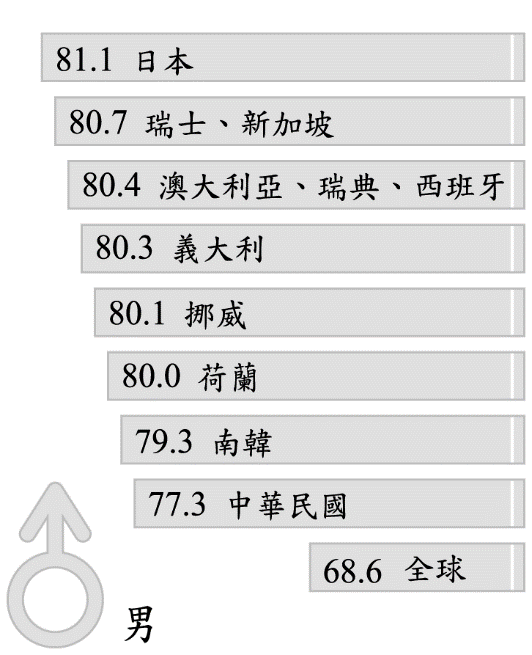 81.1 日本
80.7 瑞士、新加坡
80.4 澳大利亞、瑞典、西班牙
80.3 義大利
80.1 挪威
80.0 荷蘭
79.3 南韓
77.3 中華民國
68.6 全球
男